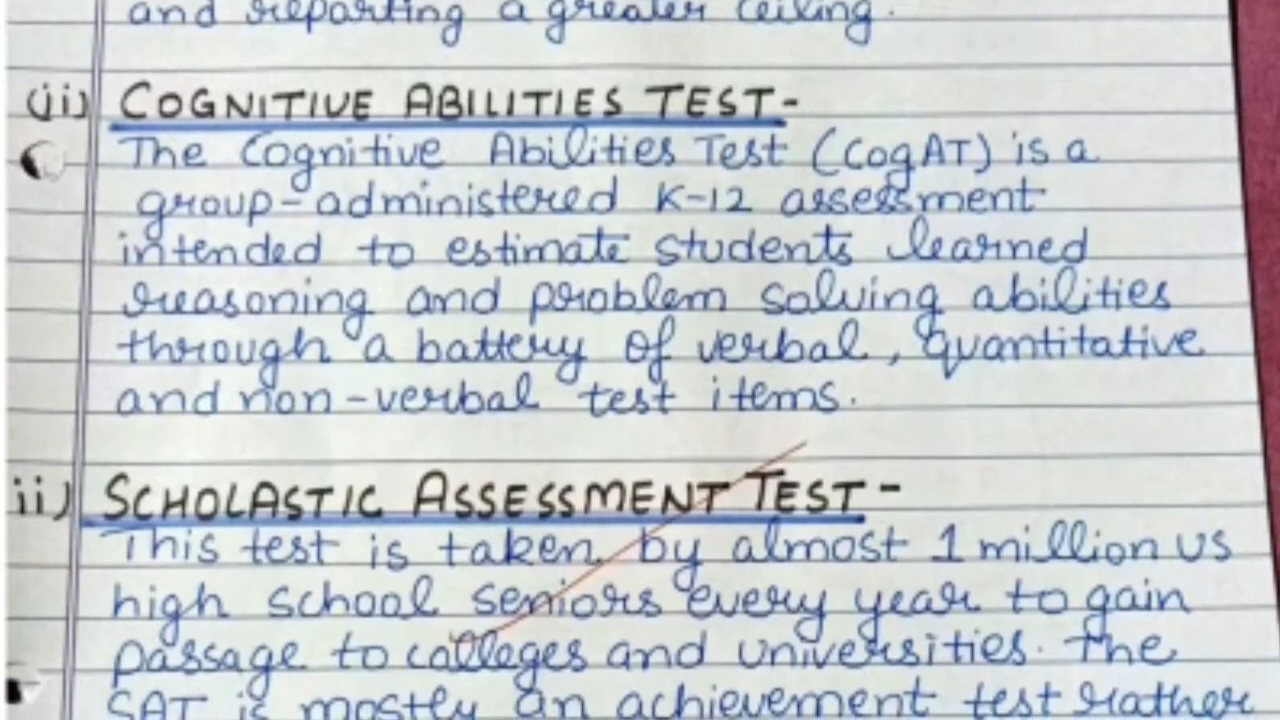 and reporting a greater ceiling.
(ii) COGNITIVE ABILITIES TEST-
The Cognitive Abilities Test (CogAT) is a
group-administered K-12 assessment
intended to estimate students learned
reasoning and problem solving abilities
through a battery of verbal, quantitative
and non-verbal test items.
ii) SCHOLASTIC ASSESSMENT TEST-
This test is taken by almost 1 million US
high school seniors every year to gain
passage to colleges and universities. The
SAT is mostly an achievement test rather